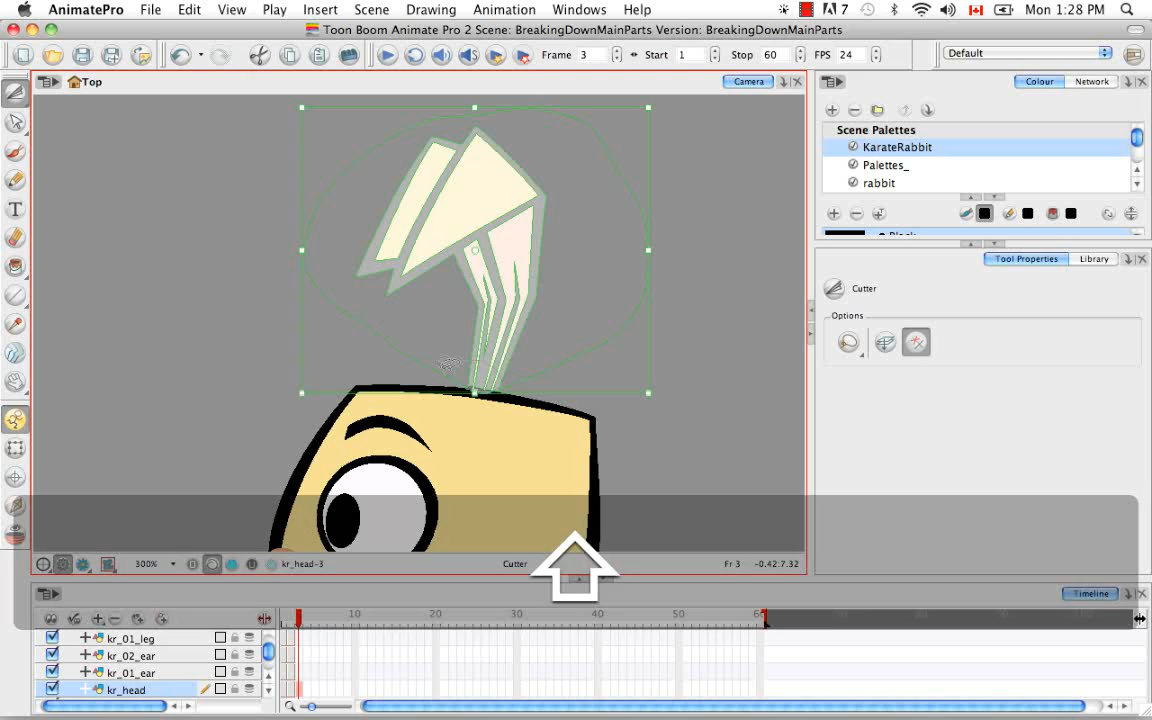 AnimatePro File Edit View Play Insert Scene Drawing Animation Windows Help 7 Mon 1:28 PM
Toon Boom Animate Pro 2 Scene: BreakingDownMainParts Version: BreakingDownMainParts
Frame 3 Start 1 Stop 60 FPS 24 Default
Top Camera Colour Network
Scene Palettes
KarateRabbit
Palettes_
rabbit
Black
Tool Properties Library
Cutter
Options
300% kr_head-3 Cutter Fr 3 -0.42:7.32
Timeline
10 20 30 40 50 60
kr_01_leg
kr_02_ear
kr_01_ear
kr_head